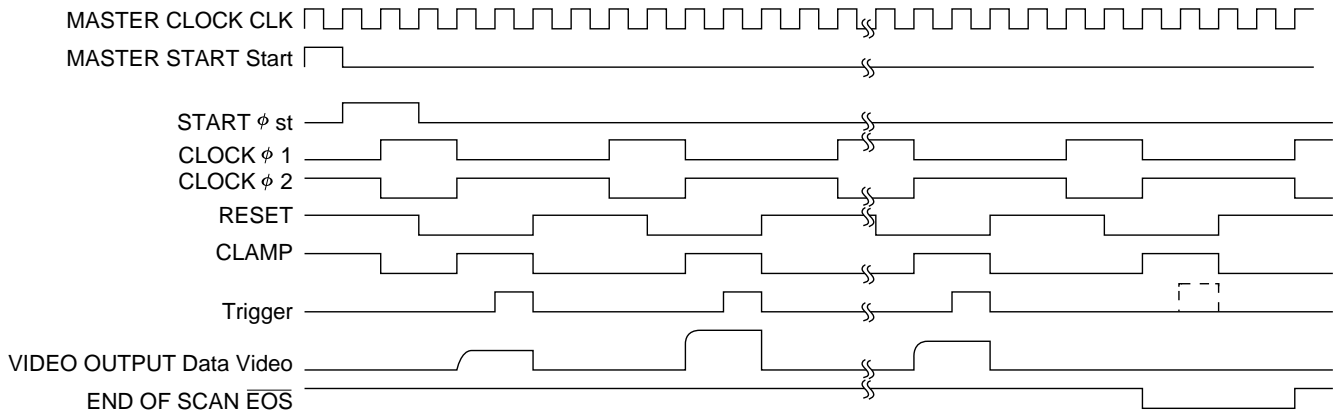 MASTER CLOCK CLK
MASTER START Start
START ϕ st
CLOCK ϕ 1
CLOCK ϕ 2
RESET
CLAMP
Trigger
VIDEO OUTPUT Data Video
END OF SCAN E̅O̅S̅